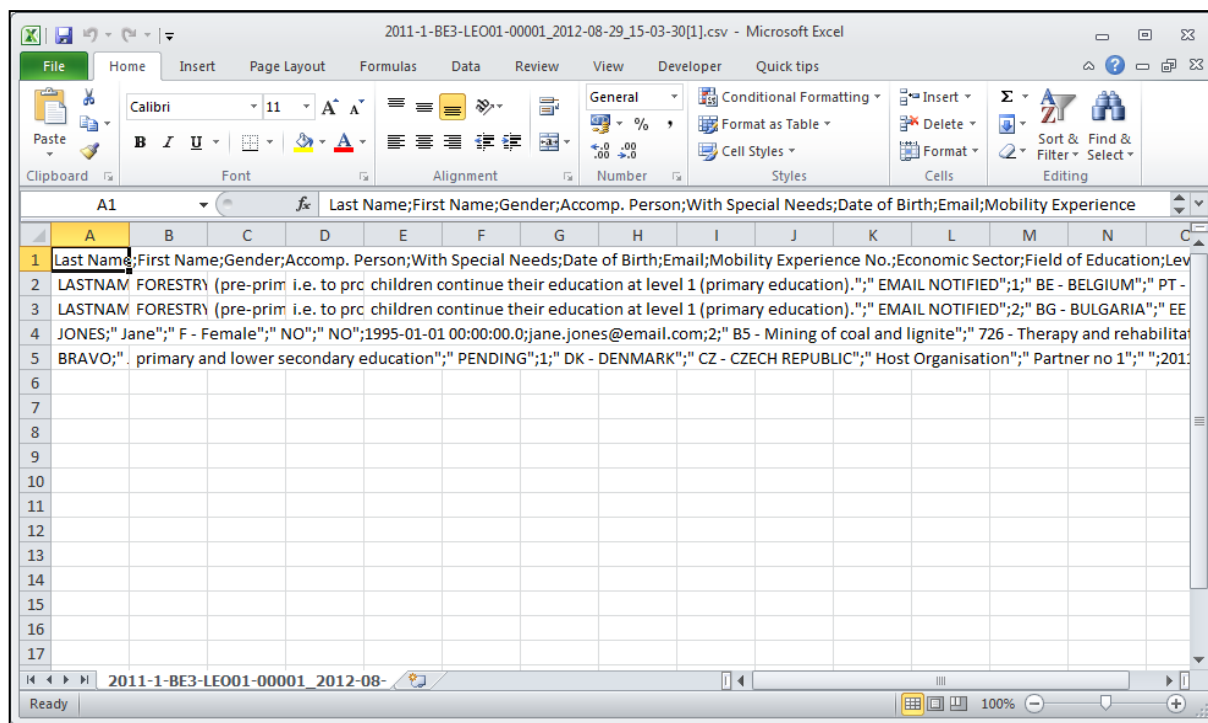 2011-1-BE3-LEO01-00001_2012-08-29_15-03-30[1].csv - Microsoft Excel
File Home Insert Page Layout Formulas Data Review View Developer Quick tips
Paste
Calibri 11 A A
B I U A
General
% ,
.0 .00 .00 .0
Conditional Formatting
Format as Table
Cell Styles
Insert
Delete
Format
Σ
Sort & Filter
Find & Select
Clipboard Font Alignment Number Styles Cells Editing
A1 fx Last Name;First Name;Gender;Accomp. Person;With Special Needs;Date of Birth;Email;Mobility Experience
A B C D E F G H I J K L M N C
1 Last Name;First Name;Gender;Accomp. Person;With Special Needs;Date of Birth;Email;Mobility Experience No.;Economic Sector;Field of Education;Lev
2 LASTNAM FORESTRY (pre-prim i.e. to pro children continue their education at level 1 (primary education).";" EMAIL NOTIFIED";1;" BE - BELGIUM";" PT -
3 LASTNAM FORESTRY (pre-prim i.e. to pro children continue their education at level 1 (primary education).";" EMAIL NOTIFIED";2;" BG - BULGARIA";" EE
4 JONES;" Jane";" F - Female";" NO";" NO";1995-01-01 00:00:00.0;jane.jones@email.com;2;" B5 - Mining of coal and lignite";" 726 - Therapy and rehabilitat
5 BRAVO;" . primary and lower secondary education";" PENDING";1;" DK - DENMARK";" CZ - CZECH REPUBLIC";" Host Organisation";" Partner no 1";" ";2011
6
7
8
9
10
11
12
13
14
15
16
17
2011-1-BE3-LEO01-00001_2012-08-
Ready 100%